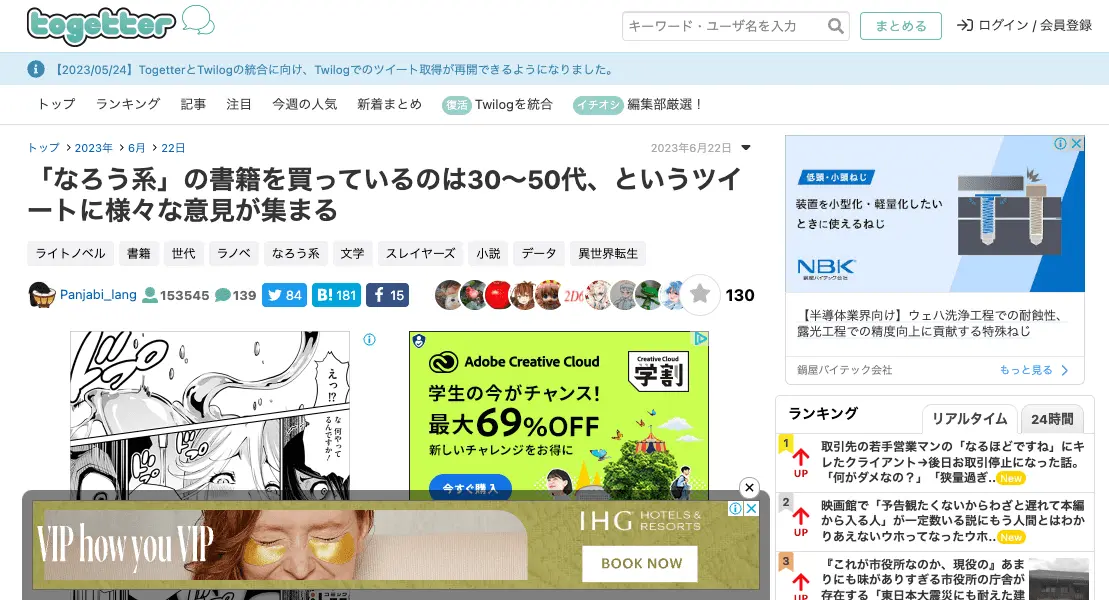 togetter
キーワード・ユーザ名を入力
まとめる
ログイン / 会員登録
【2023/05/24】TogetterとTwilogの統合に向け、Twilogでのツイート取得が再開できるようになりました。
トップ ランキング 記事 注目 今週の人気 新着まとめ 復活 Twilogを統合 イチオシ 編集部厳選！
トップ 2023年 6月 22日
2023年6月22日
「なろう系」の書籍を買っているのは30〜50代、というツイ
ートに様々な意見が集まる
ライトノベル 書籍 世代 ラノベ なろう系 文学 スレイヤーズ 小説 データ 異世界転生
Panjabi_lang 153545 139 84 B! 181 15
130
えっ!?
な 何やって
るんですか！
Adobe Creative Cloud
Creative Cloud
学割
学生の今がチャンス！
最大69%OFF
新しいチャレンジをお得に
今すぐ購入
VIP how you VIP
IHG HOTELS & RESORTS
BOOK NOW
低頭・小頭ねじ
装置を小型化・軽量化したい
ときに使えるねじ
NBK
鍋屋バイテック会社
【半導体業界向け】ウェハ洗浄工程での耐蝕性、
露光工程での精度向上に貢献する特殊ねじ
鍋屋バイテック会社
もっと見る
ランキング
リアルタイム
24時間
1
UP
取引先の若手営業マンの「なるほどですね」にキ
レたクライアント→後日お取引停止になった話。
「何がダメなの？」「狭量過ぎ.. New
2
UP
映画館で「予告観たくないからわざと遅れて本編
から入る人」が一定数いる説にもう人間とはわか
りあえないウホってなったウホ.. New
3
UP
『これが市役所なのか、現役の』あま
りにも味がありすぎる市役所の庁舎が
存在する「東日本大震災にも耐えた建